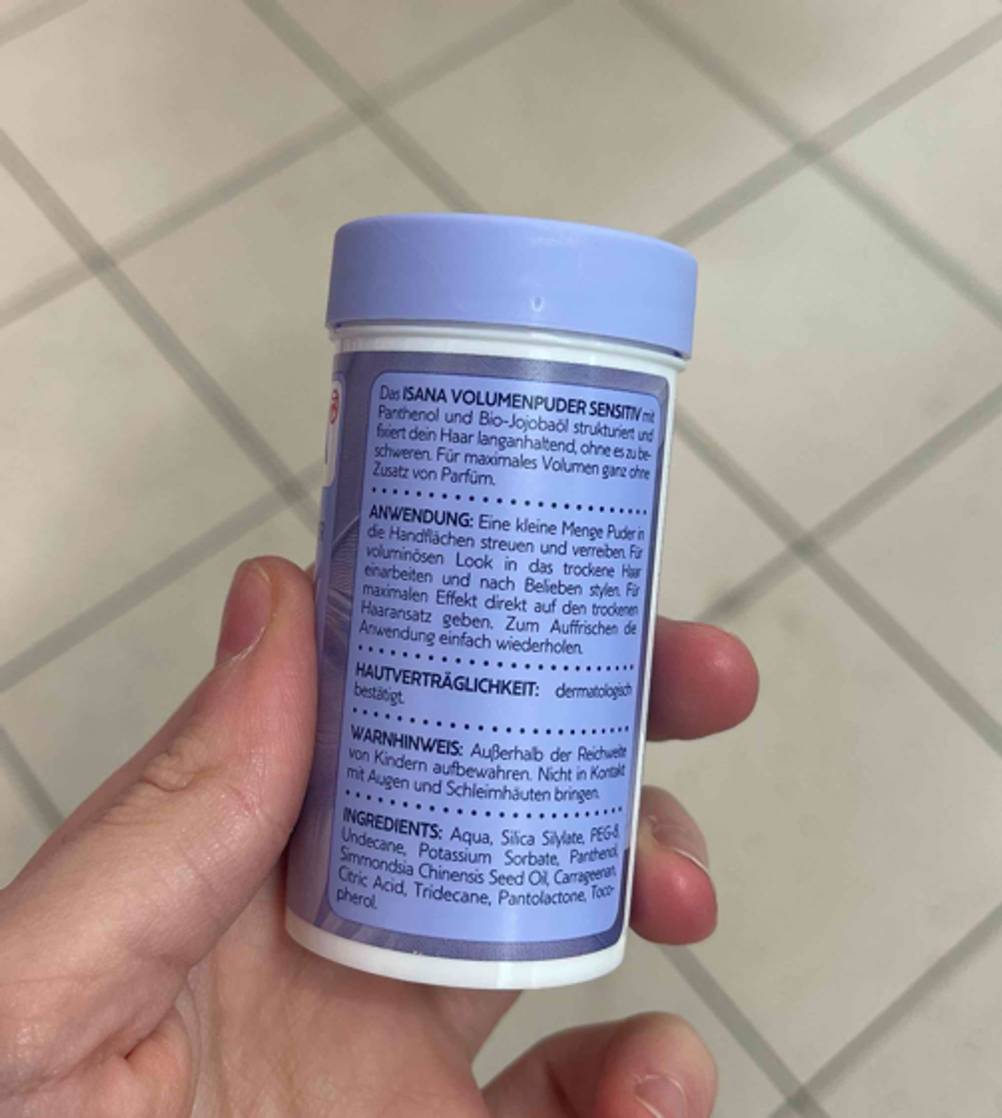 Das ISANA VOLUMENPUDER SENSITIV mit
Panthenol und Bio-Jojobaöl strukturiert und
fixiert dein Haar langanhaltend, ohne es zu be-
schweren. Für maximales Volumen ganz ohne
Zusatz von Parfüm.
ANWENDUNG: Eine kleine Menge Puder in
die Handflächen streuen und verreiben. Für
voluminösen Look in das trockene Haar
einarbeiten und nach Belieben stylen. Für
maximalen Effekt direkt auf den trockenen
Haaransatz geben. Zum Auffrischen die
Anwendung einfach wiederholen.
HAUTVERTRÄGLICHKEIT: dermatologisch
bestätigt.
WARNHINWEIS: Außerhalb der Reichweite
von Kindern aufbewahren. Nicht in Kontakt
mit Augen und Schleimhäuten bringen.
INGREDIENTS: Aqua, Silica Silylate, PEG-8,
Undecane, Potassium Sorbate, Panthenol,
Simmondsia Chinensis Seed Oil, Carrageenan,
Citric Acid, Tridecane, Pantolactone, Toco-
pherol.